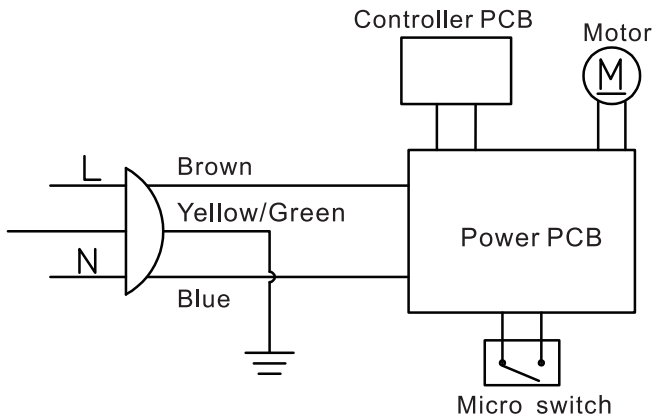 Controller PCB
Motor
M
L
Brown
Yellow/Green
N
Blue
Power PCB
Micro switch